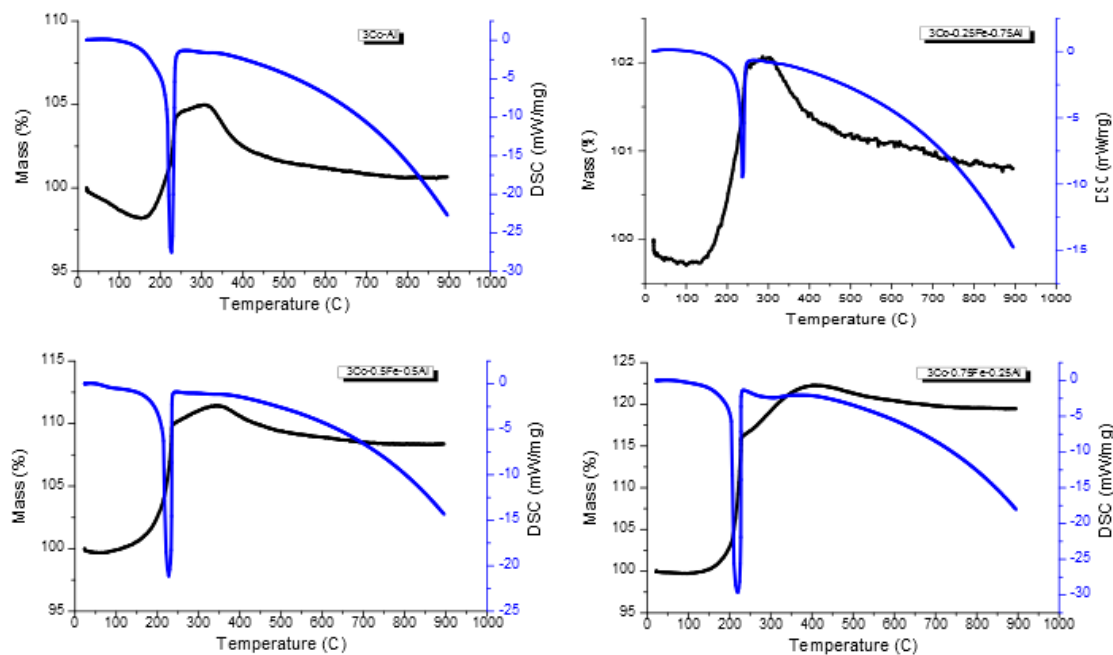 3Co-Al
Mass (%)
DSC (mW/mg)
110
105
100
95
0
-5
-10
-15
-20
-25
-30
0 100 200 300 400 500 600 700 800 900 1000
Temperature (C)
3Co-0.25Fe-0.75Al
Mass (%)
DSC (mW/mg)
102
101
100
0
-5
-10
-15
0 100 200 300 400 500 600 700 800 900 1000
Temperature (C)
3Co-0.5Fe-0.5Al
Mass (%)
DSC (mW/mg)
115
110
105
100
95
0
-5
-10
-15
-20
-25
0 100 200 300 400 500 600 700 800 900 1000
Temperature (C)
3Co-0.75Fe-0.25Al
Mass (%)
DSC (mW/mg)
125
120
115
110
105
100
95
0
-5
-10
-15
-20
-25
-30
0 100 200 300 400 500 600 700 800 900 1000
Temperature (C)